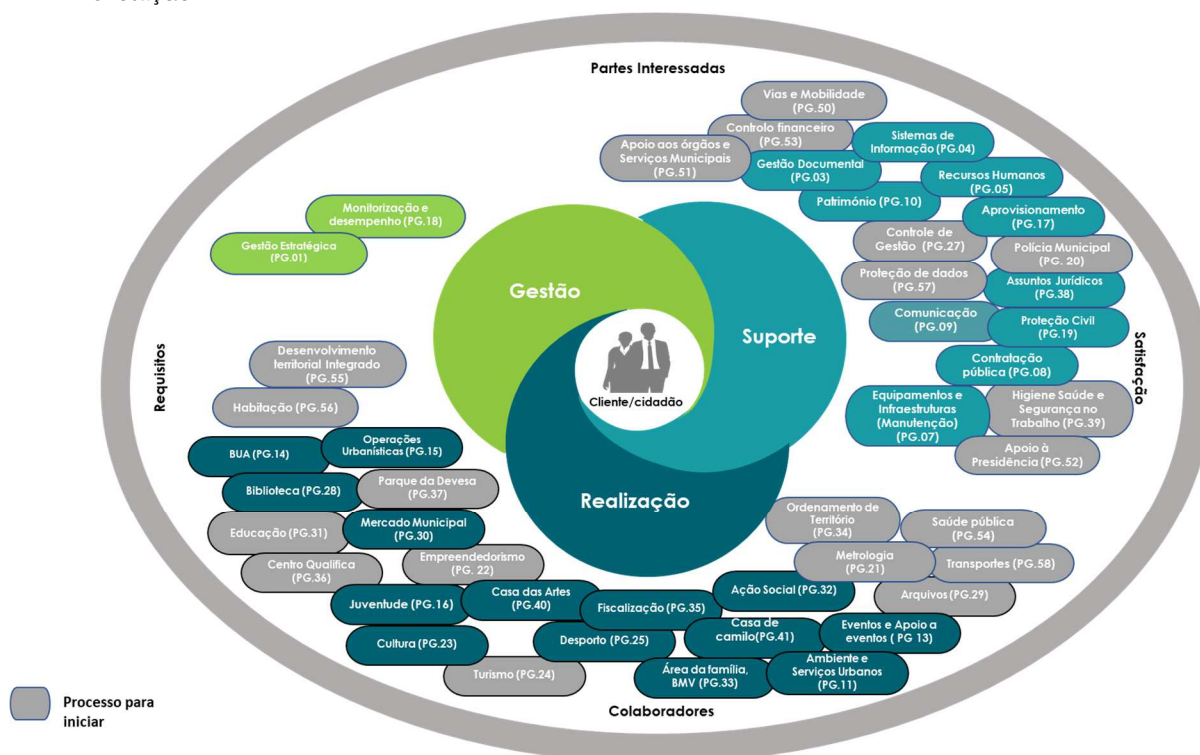 Partes Interessadas
Vias e Mobilidade
(PG.50)
Controlo financeiro
(PG.53)
Sistemas de
Informação (PG.04)
Apoio aos órgãos e
Serviços Municipais
(PG.51)
Gestão Documental
(PG.03)
Recursos Humanos
(PG.05)
Património (PG.10)
Aprovisionamento
(PG.17)
Monitorização e
desempenho (PG.18)
Gestão Estratégica
(PG.01)
Controle de
Gestão (PG.27)
Polícia Municipal
(PG. 20)
Proteção de dados
(PG.57)
Assuntos Jurídicos
(PG.38)
Comunicação
(PG.09)
Proteção Civil
(PG.19)
Contratação
pública (PG.08)
Equipamentos e
Infraestruturas
(Manutenção)
(PG.07)
Higiene Saúde e
Segurança no
Trabalho (PG.39)
Apoio à
Presidência (PG.52)
Gestão
Suporte
Realização
Cliente/cidadão
Requisitos
Satisfação
Desenvolvimento
territorial Integrado
(PG.55)
Habitação (PG.56)
BUA (PG.14)
Operações
Urbanísticas (PG.15)
Biblioteca (PG.28)
Parque da Devesa
(PG.37)
Educação (PG.31)
Mercado Municipal
(PG.30)
Centro Qualifica
(PG.36)
Empreendedorismo
(PG. 22)
Juventude (PG.16)
Casa das Artes
(PG.40)
Fiscalização (PG.35)
Ação Social (PG.32)
Cultura (PG.23)
Desporto (PG.25)
Casa de
camilo(PG.41)
Eventos e Apoio a
eventos ( PG 13)
Turismo (PG.24)
Área da família,
BMV (PG.33)
Ambiente e
Serviços Urbanos
(PG.11)
Ordenamento de
Território
(PG.34)
Saúde pública
(PG.54)
Metrologia
(PG.21)
Transportes (PG.58)
Arquivos (PG.29)
Colaboradores
Processo para
iniciar